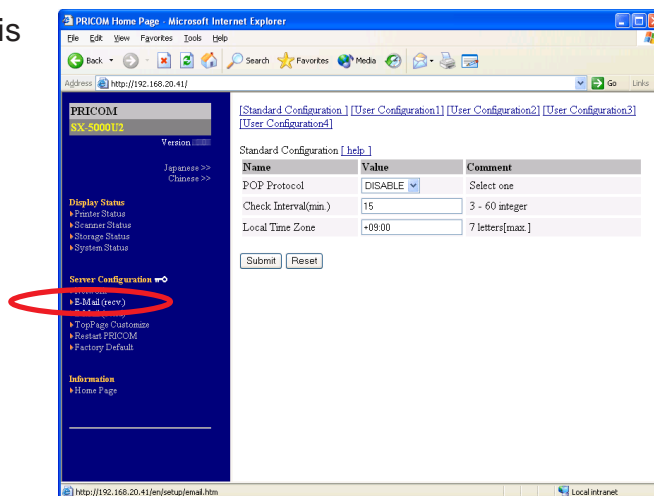 is
PRICOM Home Page - Microsoft Internet Explorer
File Edit View Favorites Tools Help
Back Search Favorites Media
Address http://192.168.20.41/ Go Links
PRICOM
SX-5000U2
Version
Japanese >>
Chinese >>
Display Status
Printer Status
Scanner Status
Storage Status
System Status
Server Configuration
E-Mail (recv.)
TopPage Customize
Restart PRICOM
Factory Default
Information
Home Page
[Standard Configuration ] [User Configuration1] [User Configuration2] [User Configuration3]
[User Configuration4]
Standard Configuration [ help ]
Name Value Comment
POP Protocol DISABLE Select one
Check Interval(min.) 15 3 - 60 integer
Local Time Zone +09:00 7 letters[max.]
Submit Reset
http://192.168.20.41/en/setup/email.htm Local intranet